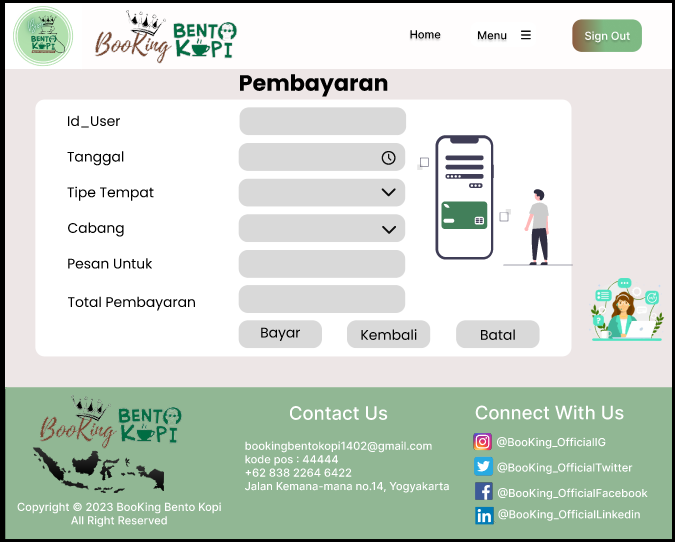 BENTO
KOPI
BooKing BENTO
KOPI
Home
Menu
Sign Out
Pembayaran
Id_User
Tanggal
Tipe Tempat
Cabang
Pesan Untuk
Total Pembayaran
Bayar
Kembali
Batal
BooKing BENTO
KOPI
Copyright © 2023 BooKing Bento Kopi
All Right Reserved
Contact Us
bookingbentokopi1402@gmail.com
kode pos : 44444
+62 838 2264 6422
Jalan Kemana-mana no.14, Yogyakarta
Connect With Us
@BooKing_OfficialIG
@BooKing_OfficialTwitter
@BooKing_OfficialFacebook
@BooKing_OfficialLinkedin